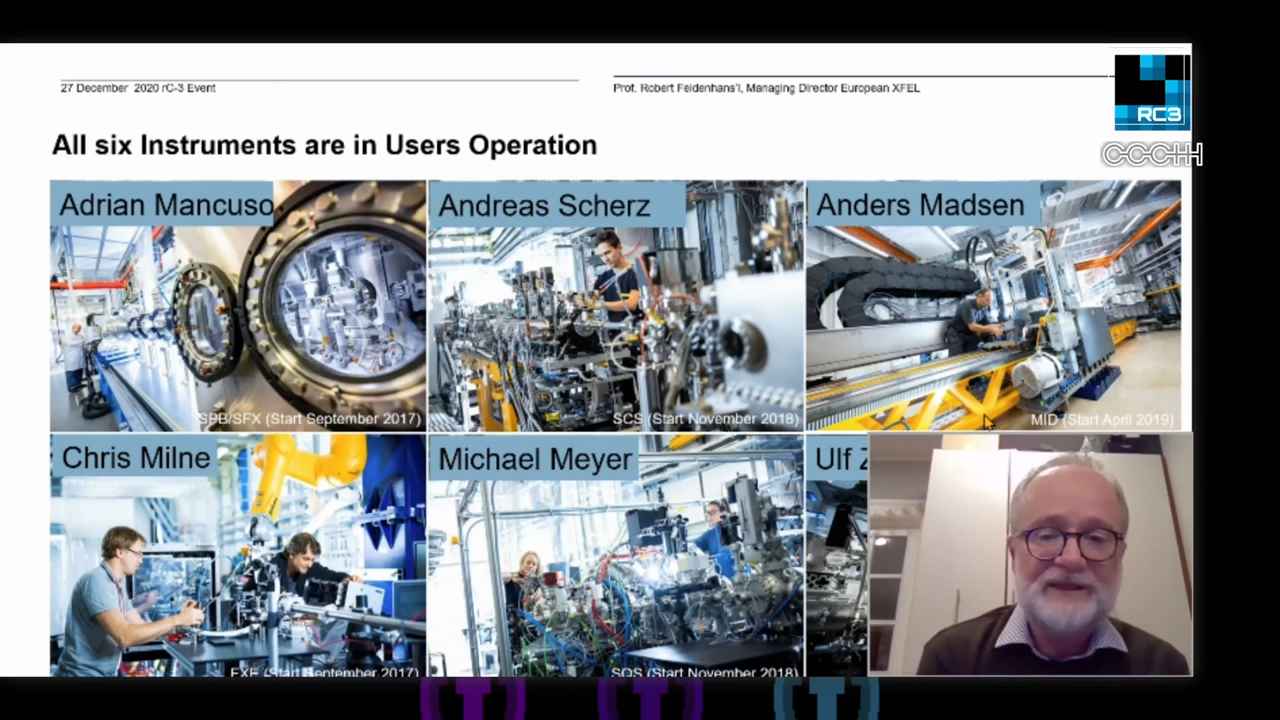 27 December 2020 rC-3 Event
Prof. Robert Feidenhans'l, Managing Director European XFEL
RC3
CCCHH
All six Instruments are in Users Operation
Adrian Mancuso
Andreas Scherz
Anders Madsen
SPB/SFX (Start September 2017)
SCS (Start November 2018)
MID (Start April 2019)
Chris Milne
Michael Meyer
Ulf
FXE (Start September 2017)
SQS (Start November 2018)